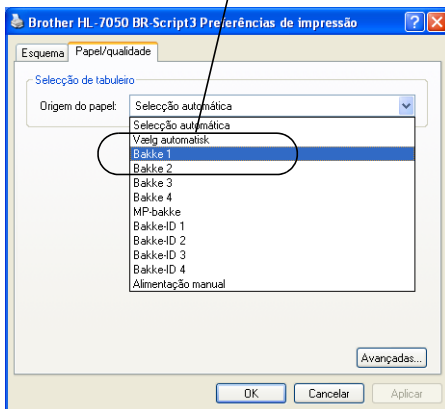 Brother HL-7050 BR-Script3 Preferências de impressão
Esquema Papel/qualidade
Selecção de tabuleiro
Origem do papel: Selecção automática
Selecção automática
Vælg automatisk
Bakke 1
Bakke 2
Bakke 3
Bakke 4
MP-bakke
Bakke-ID 1
Bakke-ID 2
Bakke-ID 3
Bakke-ID 4
Alimentação manual
Avançadas...
OK Cancelar Aplicar